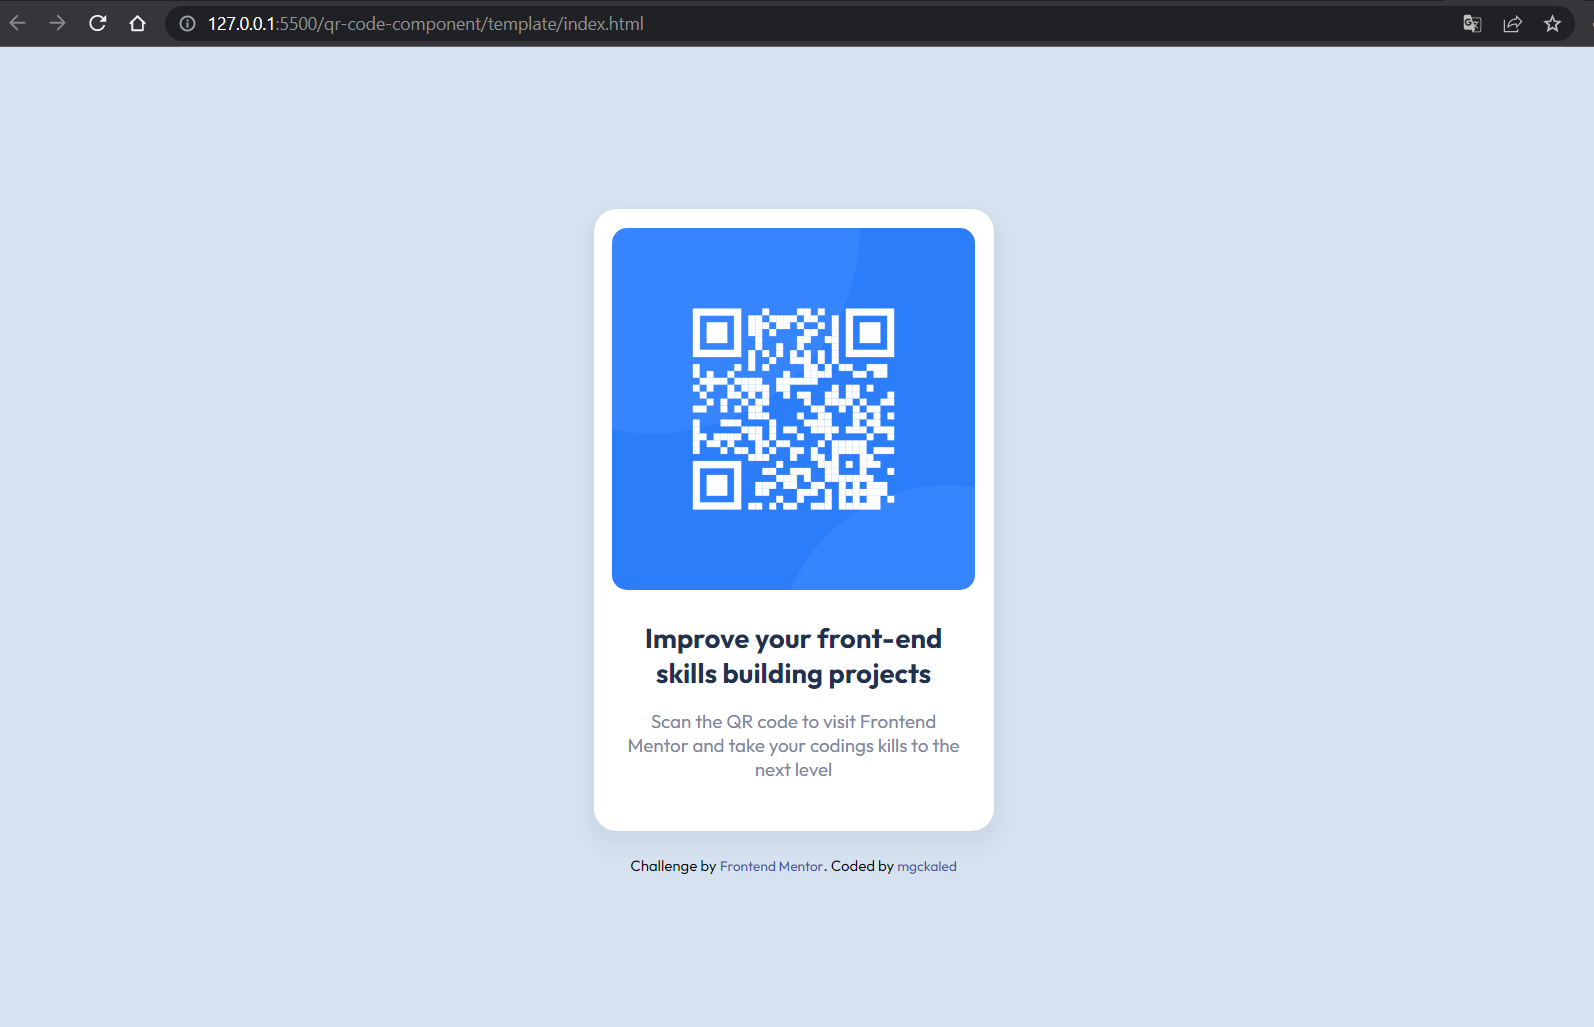 127.0.0.1:5500/qr-code-component/template/index.html
Improve your front-end
skills building projects
Scan the QR code to visit Frontend
Mentor and take your codings kills to the
next level
Challenge by Frontend Mentor. Coded by mgckaled